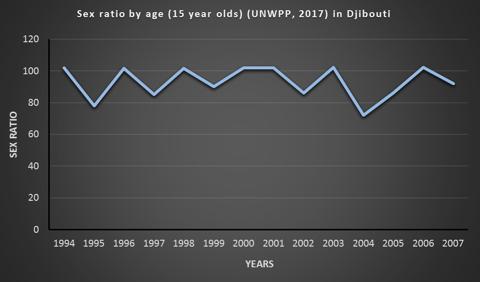 Sex ratio by age (15 year olds) (UNWPP, 2017) in Djibouti
120
100
80
60
40
20
0
SEX RATIO
1994 1995 1996 1997 1998 1999 2000 2001 2002 2003 2004 2005 2006 2007
YEARS